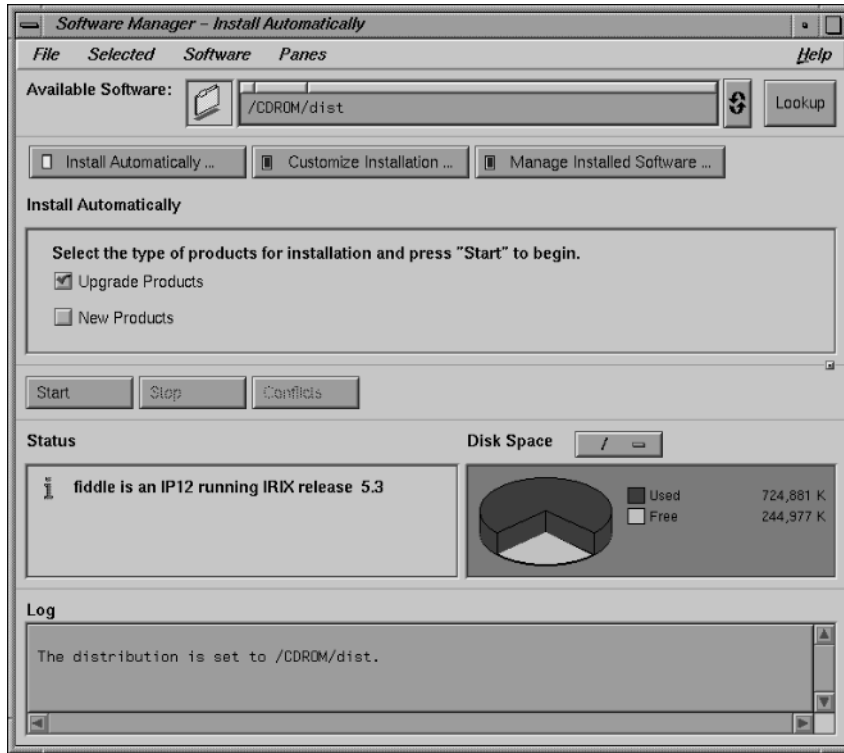 Software Manager – Install Automatically
File Selected Software Panes Help
Available Software: /CDROM/dist Lookup
Install Automatically ... Customize Installation ... Manage Installed Software ...
Install Automatically
Select the type of products for installation and press "Start" to begin.
Upgrade Products
New Products
Start Stop Conflicts
Status Disk Space /
fiddle is an IP12 running IRIX release 5.3
Used 724,881 K
Free 244,977 K
Log
The distribution is set to /CDROM/dist.